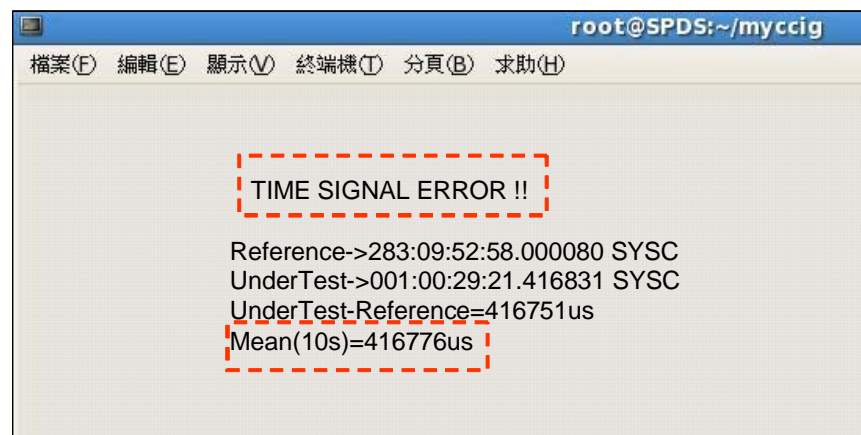 root@SPDS:~/myccig
檔案(F) 編輯(E) 顯示(V) 終端機(T) 分頁(B) 求助(H)
TIME SIGNAL ERROR !!
Reference->283:09:52:58.000080 SYSC
UnderTest->001:00:29:21.416831 SYSC
UnderTest-Reference=416751us
Mean(10s)=416776us